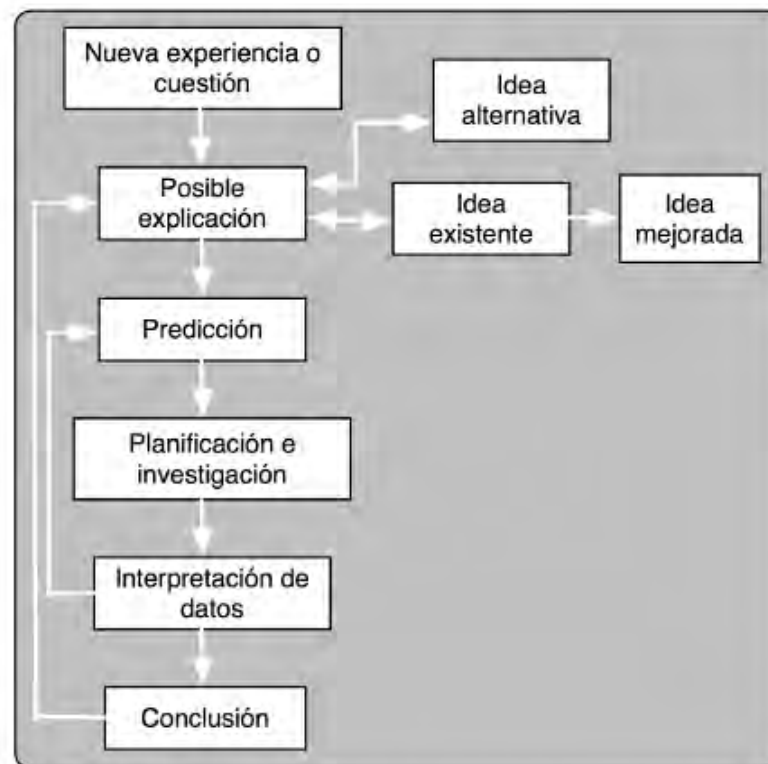 Nueva experiencia o
cuestión
Idea
alternativa
Posible
explicación
Idea
existente
Idea
mejorada
Predicción
Planificación e
investigación
Interpretación de
datos
Conclusión